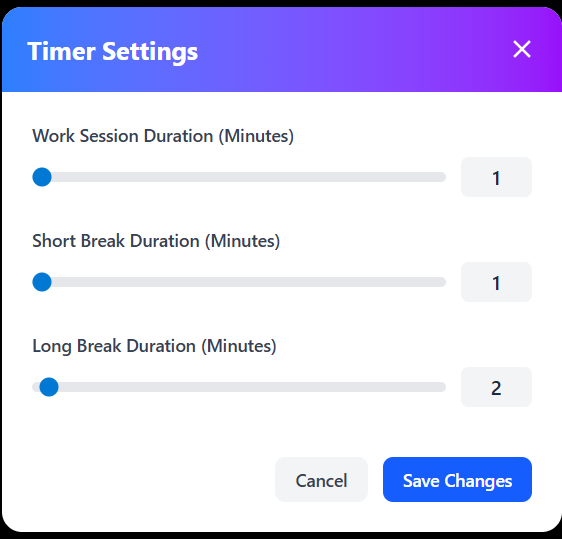 Timer Settings
Work Session Duration (Minutes)
1
Short Break Duration (Minutes)
1
Long Break Duration (Minutes)
2
Cancel
Save Changes